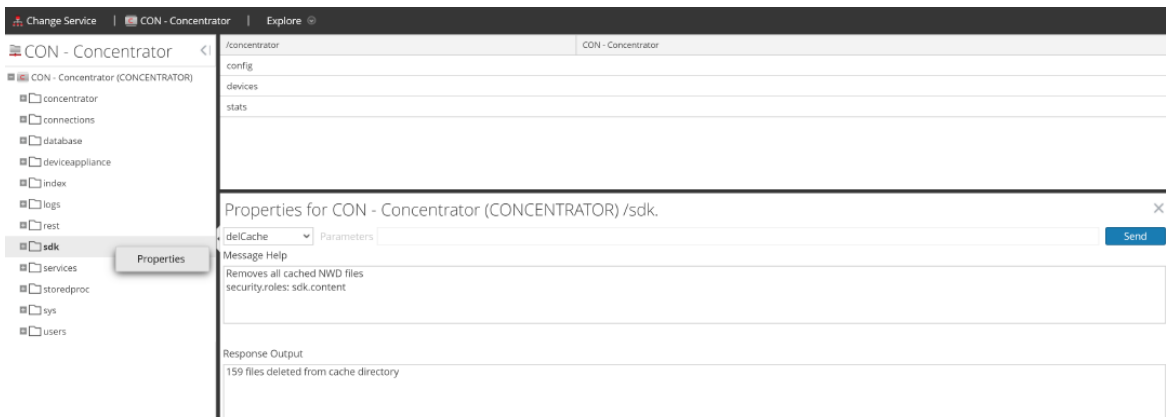 Change Service | CON - Concentrator | Explore
CON - Concentrator
CON - Concentrator (CONCENTRATOR)
concentrator
connections
database
deviceappliance
index
logs
rest
sdk
services
storedproc
sys
users
Properties
/concentrator CON - Concentrator
config
devices
stats
Properties for CON - Concentrator (CONCENTRATOR) /sdk.
delCache Parameters Send
Message Help
Removes all cached NWD files
security.roles: sdk.content
Response Output
159 files deleted from cache directory